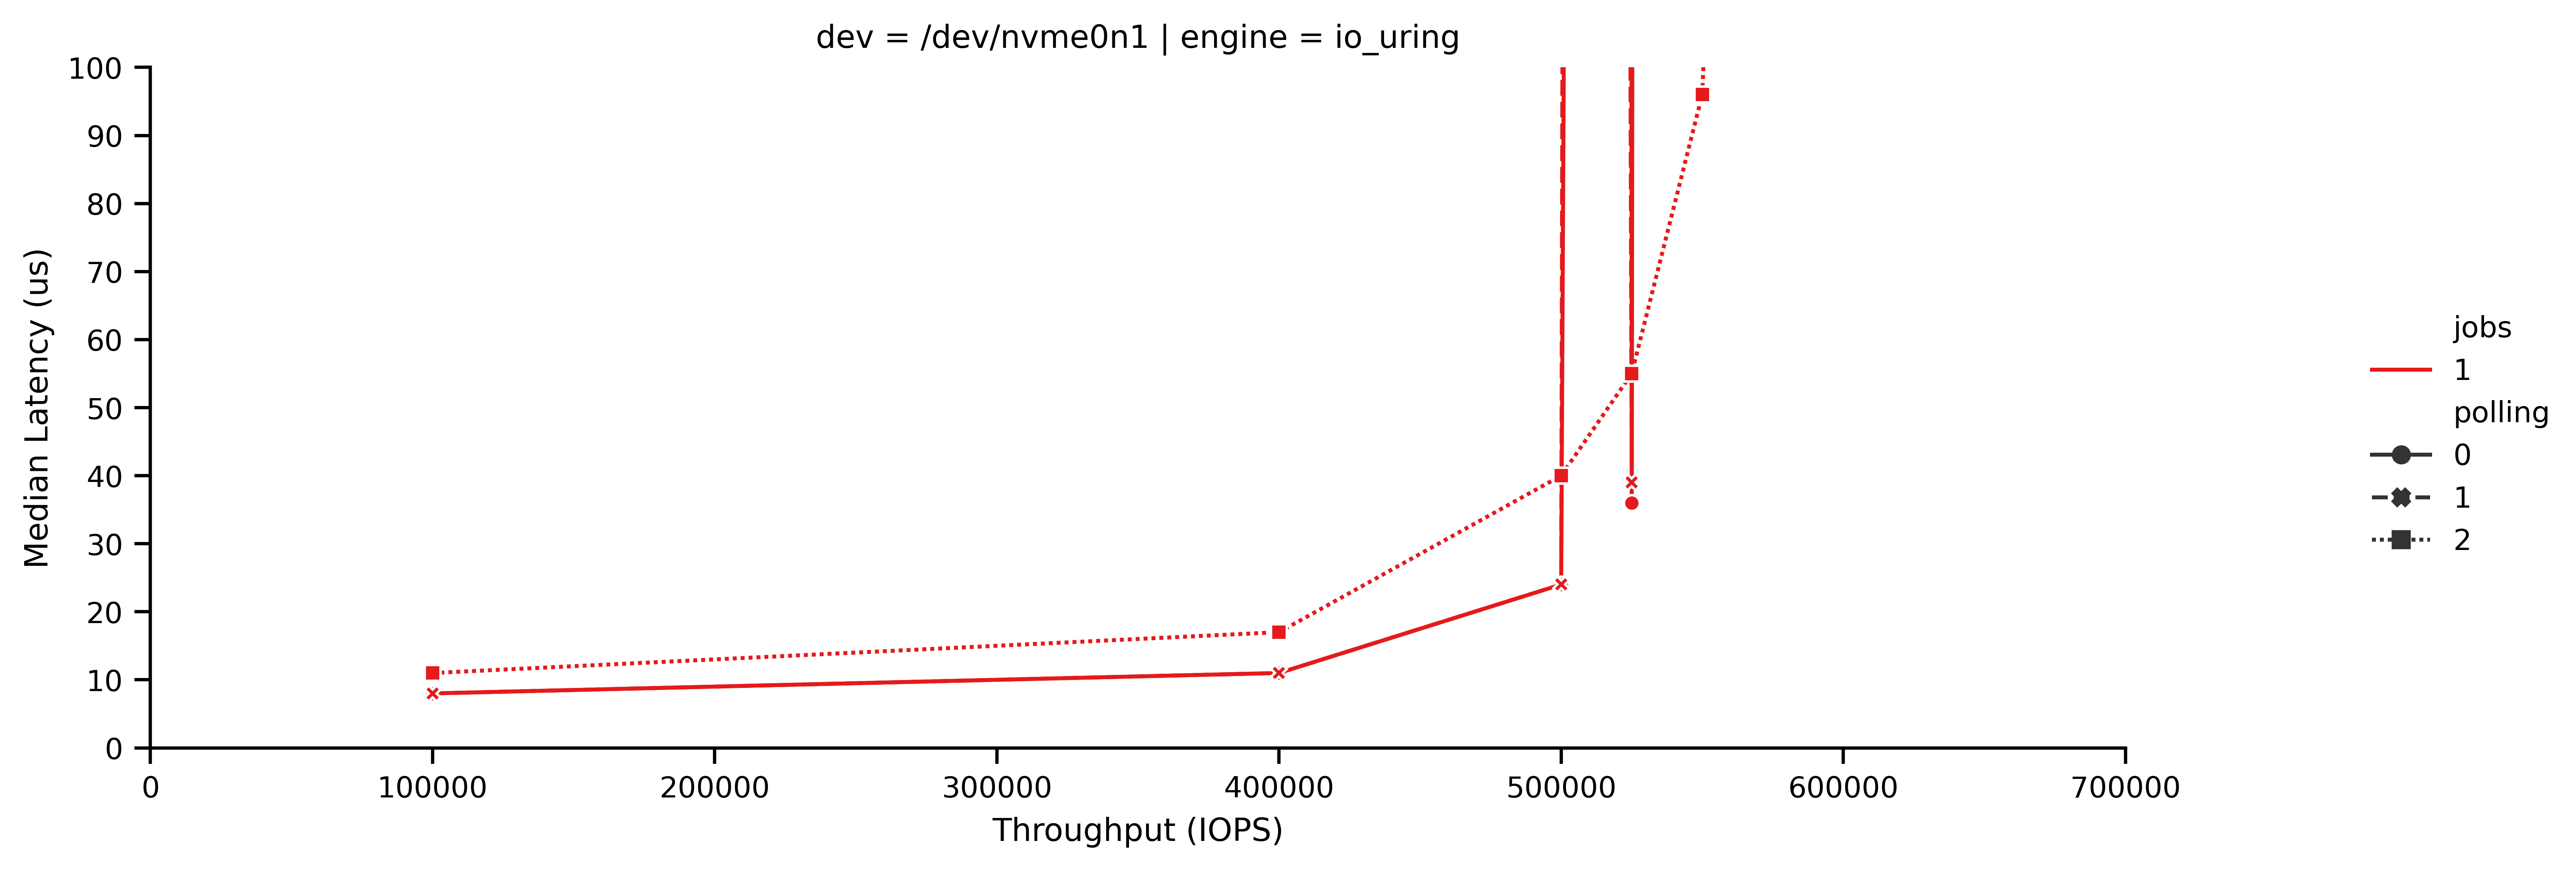 dev = /dev/nvme0n1 | engine = io_uring
100
90
80
70
60
50
40
30
20
10
0
Median Latency (us)
0 100000 200000 300000 400000 500000 600000 700000
Throughput (IOPS)
jobs
1
polling
0
1
2